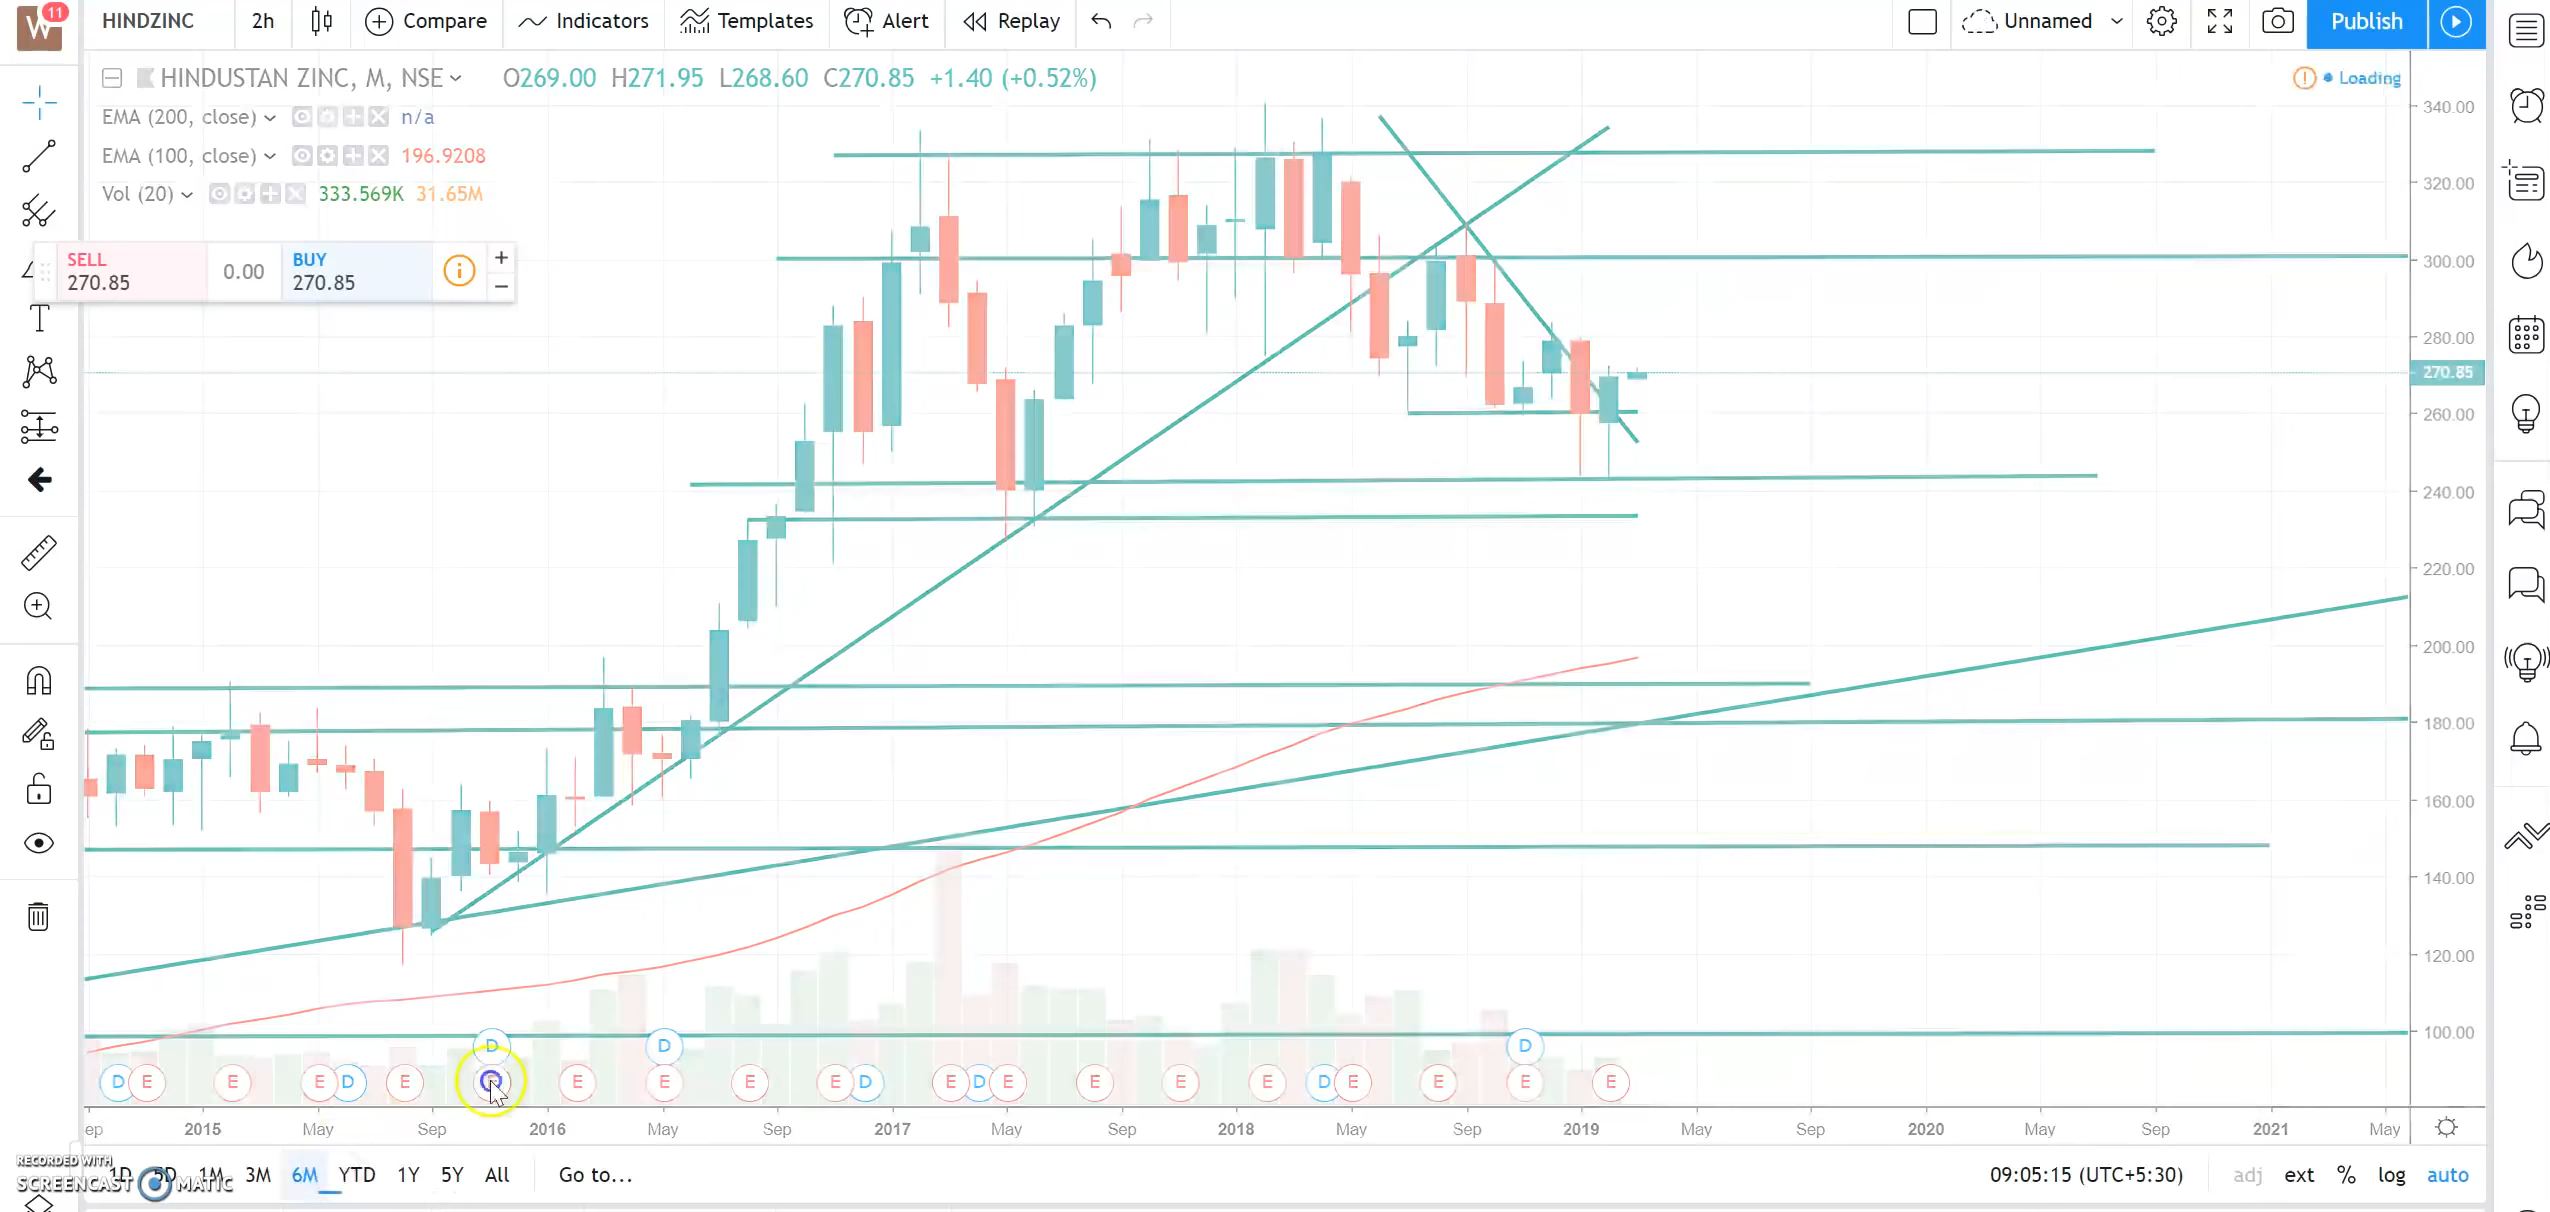 W 11 HINDZINC 2h Compare Indicators Templates Alert Replay Unnamed Publish
HINDUSTAN ZINC, M, NSE O269.00 H271.95 L268.60 C270.85 +1.40 (+0.52%) Loading
EMA (200, close) n/a
EMA (100, close) 196.9208
Vol (20) 333.569K 31.65M
SELL 270.85 0.00 BUY 270.85 + −
T
340.00
320.00
300.00
280.00
270.85
260.00
240.00
220.00
200.00
180.00
160.00
140.00
120.00
100.00
D D D
D E E E D E E E E E D E D E E E E D E E E E
ep 2015 May Sep 2016 May Sep 2017 May Sep 2018 May Sep 2019 May Sep 2020 May Sep 2021 May
RECORDED WITH
SCREENCAST MATIC
1D 5D 1M 3M 6M YTD 1Y 5Y All Go to... 09:05:15 (UTC+5:30) adj ext % log auto